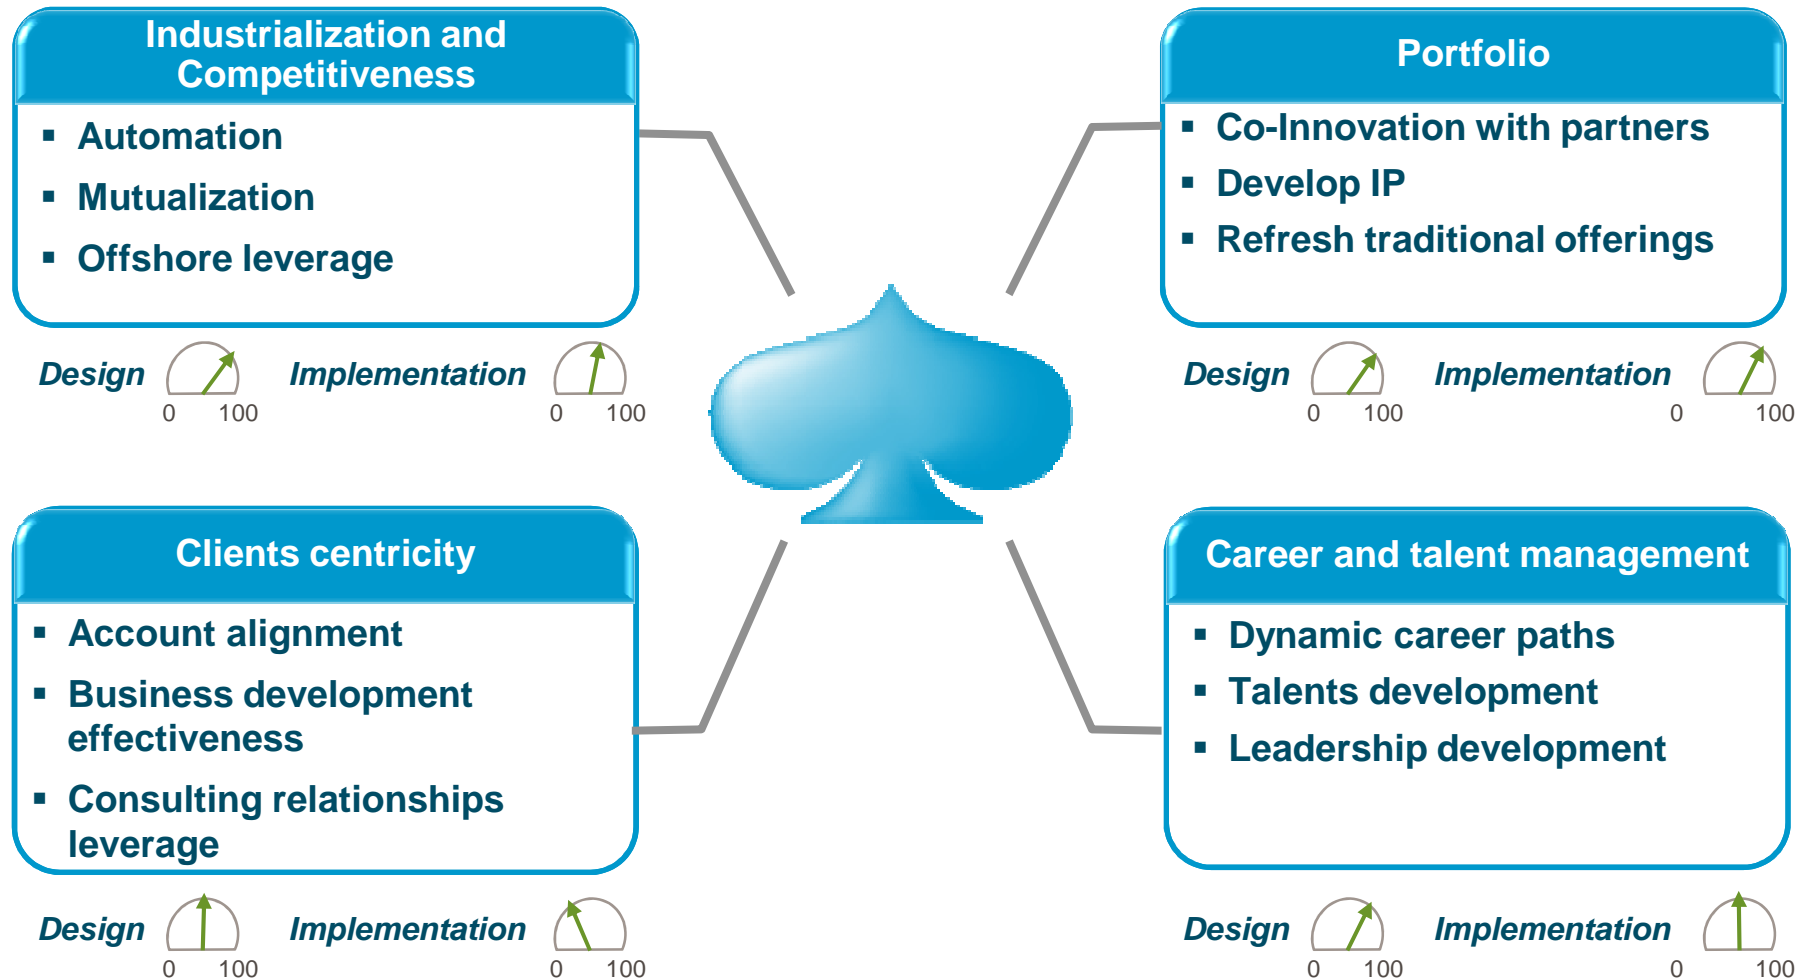 Industrialization and
Competitiveness
▪ Automation
▪ Mutualization
▪ Offshore leverage
Design 0 100 Implementation 0 100
Portfolio
▪ Co-Innovation with partners
▪ Develop IP
▪ Refresh traditional offerings
Design 0 100 Implementation 0 100
Clients centricity
▪ Account alignment
▪ Business development
effectiveness
▪ Consulting relationships
leverage
Design 0 100 Implementation 0 100
Career and talent management
▪ Dynamic career paths
▪ Talents development
▪ Leadership development
Design 0 100 Implementation 0 100